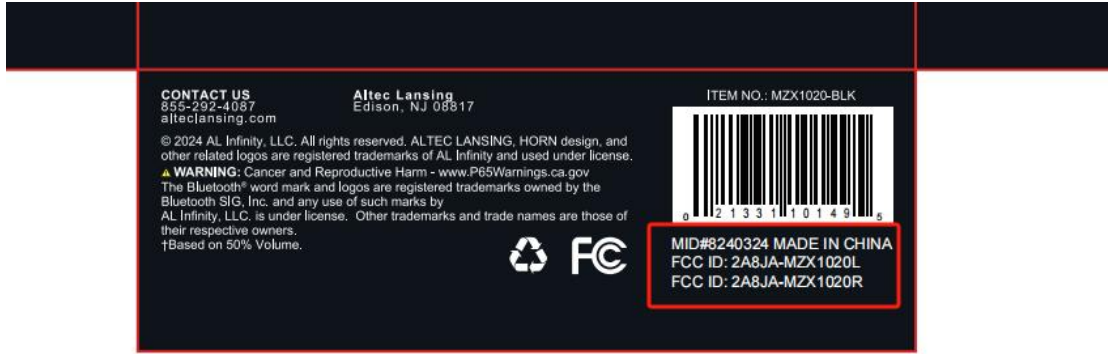 CONTACT US
855-292-4087
alteclansing.com
Altec Lansing
Edison, NJ 08817
© 2024 AL Infinity, LLC. All rights reserved. ALTEC LANSING, HORN design, and
other related logos are registered trademarks of AL Infinity and used under license.
⚠ WARNING: Cancer and Reproductive Harm - www.P65Warnings.ca.gov
The Bluetooth® word mark and logos are registered trademarks owned by the
Bluetooth SIG, Inc. and any use of such marks by
AL Infinity, LLC. is under license. Other trademarks and trade names are those of
their respective owners.
†Based on 50% Volume.
FC
ITEM NO.: MZX1020-BLK
0 21331 10149 5
MID#8240324 MADE IN CHINA
FCC ID: 2A8JA-MZX1020L
FCC ID: 2A8JA-MZX1020R